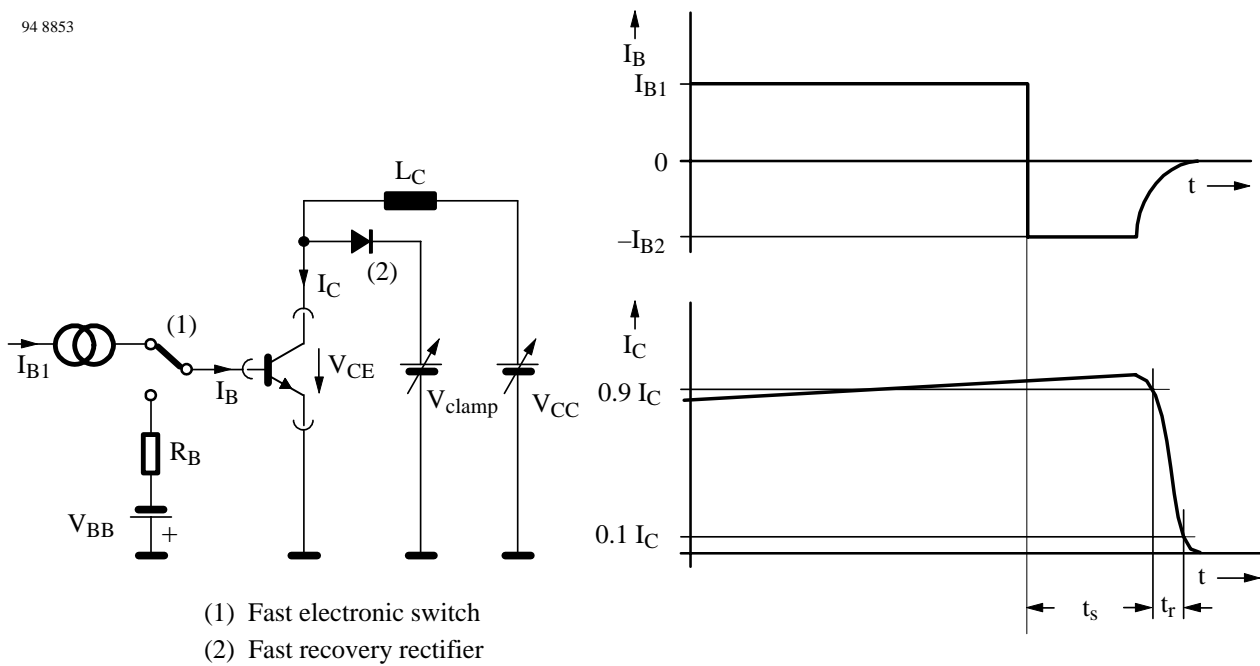 94 8853
I_B
I_B1
0
t
–I_B2
L_C
(2)
I_C
(1)
I_B1
I_B
V_CE
V_clamp
V_CC
R_B
V_BB
+
I_C
0.9 I_C
0.1 I_C
t
t_s
t_r
(1) Fast electronic switch
(2) Fast recovery rectifier